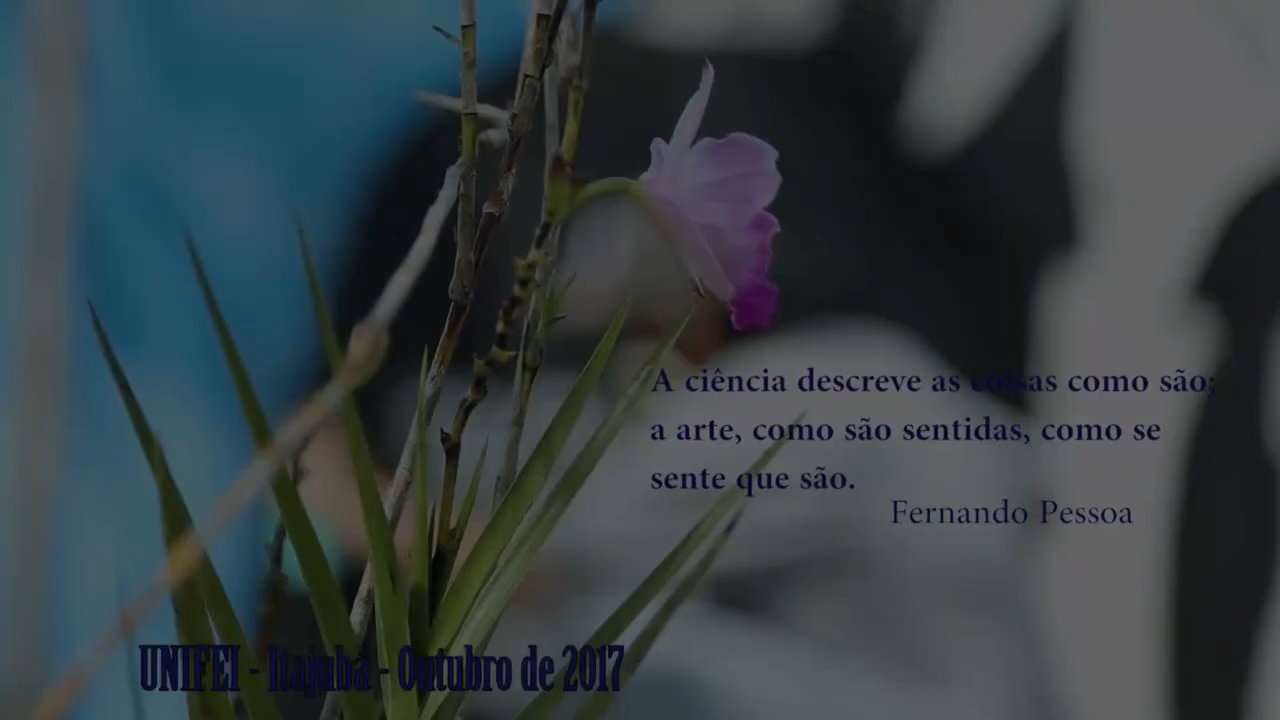 A ciência descreve as coisas como são;
a arte, como são sentidas, como se
sente que são.
Fernando Pessoa
UNIFEI - Itajubá - Outubro de 2017